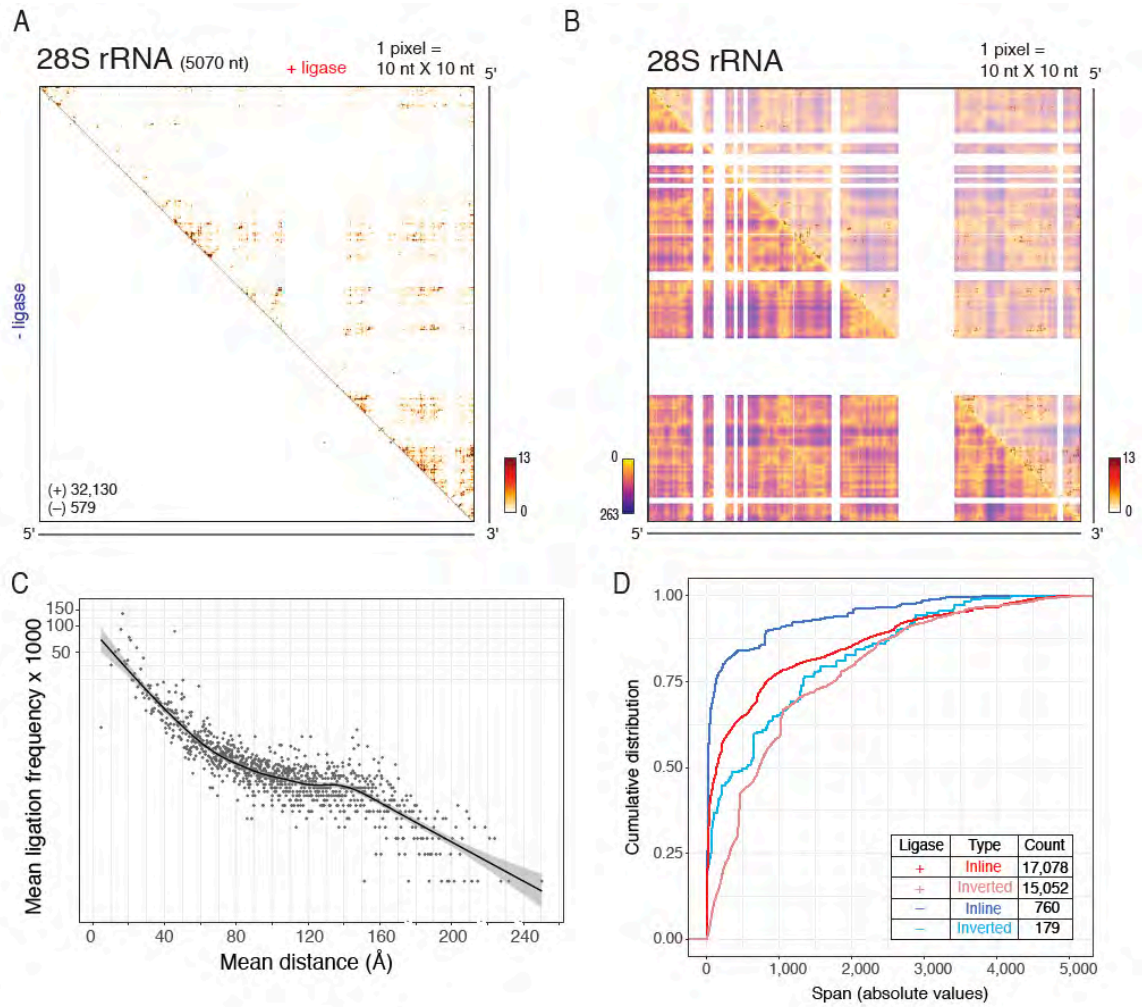 A
28S rRNA (5070 nt)
+ ligase
1 pixel =
10 nt X 10 nt
5'
- ligase
(+) 32,130
(–) 579
13
0
5'
3'
B
28S rRNA
1 pixel =
10 nt X 10 nt
5'
0
263
13
0
5'
3'
C
Mean ligation frequency x 1000
150
100
50
0
40
80
120
160
200
240
Mean distance (Å)
D
Cumulative distribution
1.00
0.75
0.50
0.25
0.00
Ligase Type Count
+ Inline 17,078
+ Inverted 15,052
– Inline 760
– Inverted 179
0
1,000
2,000
3,000
4,000
5,000
Span (absolute values)